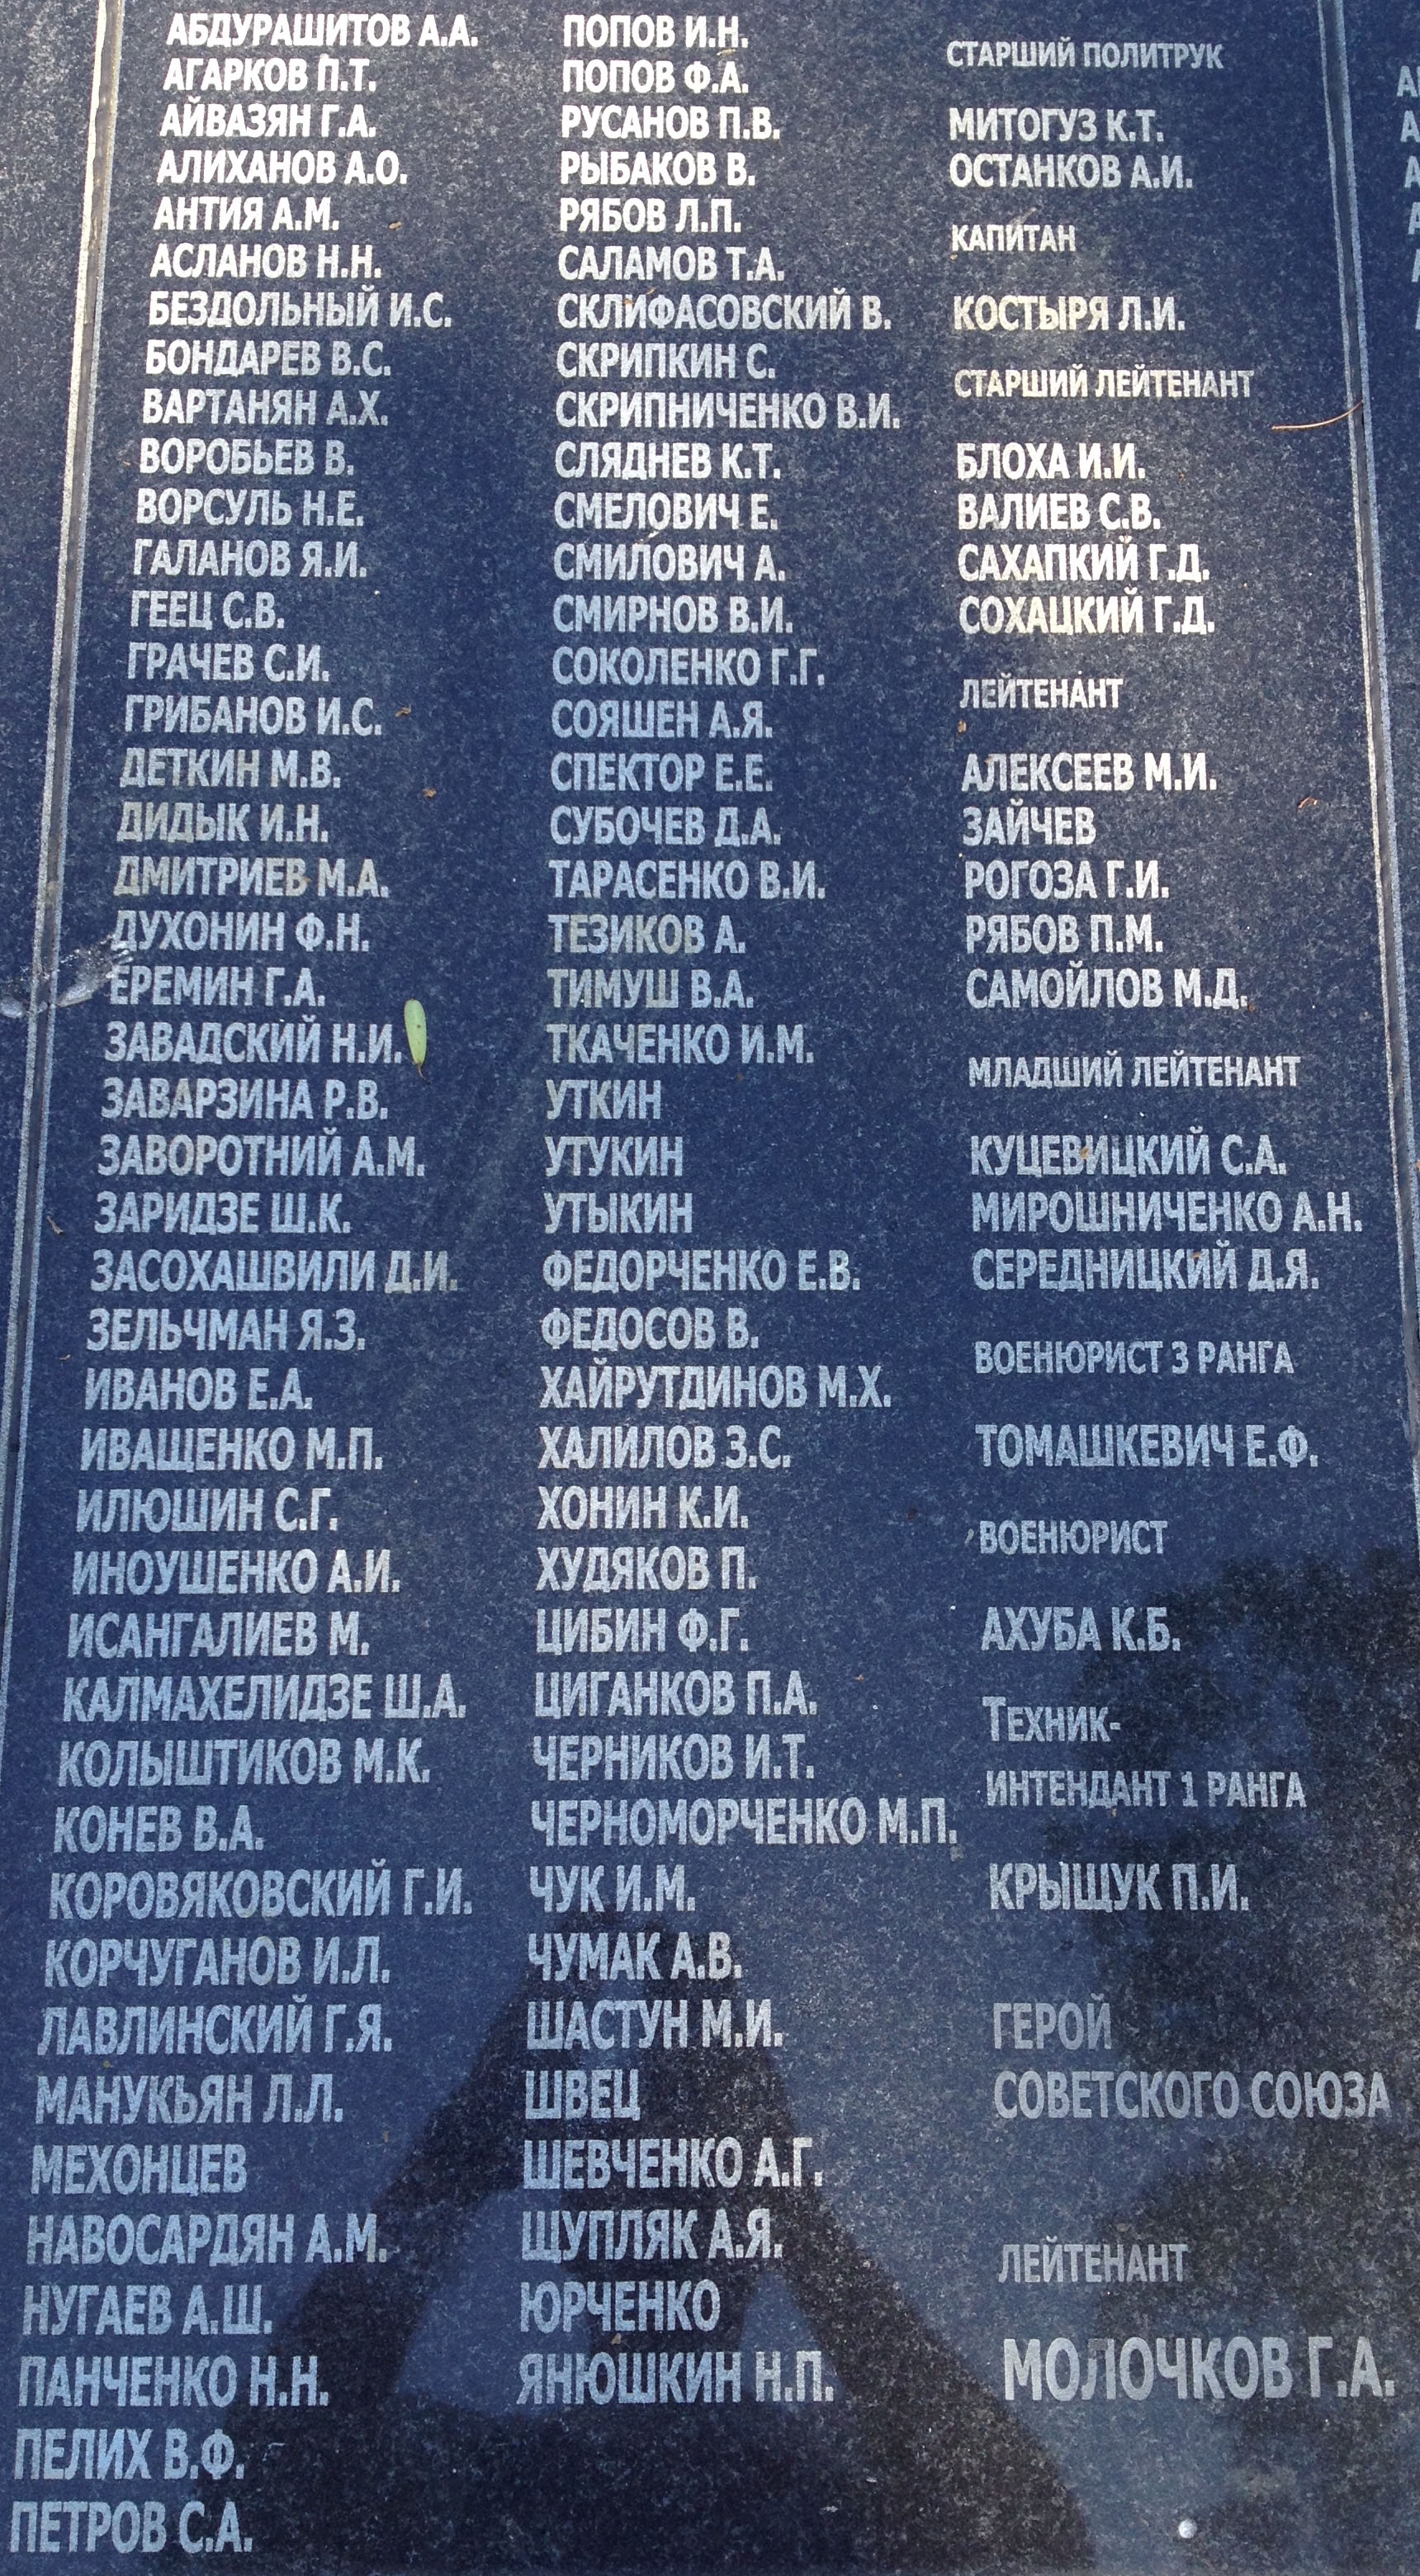 АБДУРАШИТОВ А.А.
АГАРКОВ П.Т.
АЙВАЗЯН Г.А.
АЛИХАНОВ А.О.
АНТИЯ А.М.
АСЛАНОВ Н.Н.
БЕЗДОЛЬНЫЙ И.С.
БОНДАРЕВ В.С.
ВАРТАНЯН А.Х.
ВОРОБЬЕВ В.
ВОРСУЛЬ Н.Е.
ГАЛАНОВ Я.И.
ГЕЕЦ С.В.
ГРАЧЕВ С.И.
ГРИБАНОВ И.С.
ДЕТКИН М.В.
ДИДЫК И.Н.
ДМИТРИЕВ М.А.
ДУХОНИН Ф.Н.
ЕРЕМИН Г.А.
ЗАВАДСКИЙ Н.И.
ЗАВАРЗИНА Р.В.
ЗАВОРОТНИЙ А.М.
ЗАРИДЗЕ Ш.К.
ЗАСОХАШВИЛИ Д.И.
ЗЕЛЬЧМАН Я.З.
ИВАНОВ Е.А.
ИВАЩЕНКО М.П.
ИЛЮШИН С.Г.
ИНОУШЕНКО А.И.
ИСАНГАЛИЕВ М.
КАЛМАХЕЛИДЗЕ Ш.А.
КОЛЫШТИКОВ М.К.
КОНЕВ В.А.
КОРОВЯКОВСКИЙ Г.И.
КОРЧУГАНОВ И.Л.
ЛАВЛИНСКИЙ Г.Я.
МАНУКЬЯН Л.Л.
МЕХОНЦЕВ
НАВОСАРДЯН А.М.
НУГАЕВ А.Ш.
ПАНЧЕНКО Н.Н.
ПЕЛИХ В.Ф.
ПЕТРОВ С.А.
ПОПОВ И.Н.
ПОПОВ Ф.А.
РУСАНОВ П.В.
РЫБАКОВ В.
РЯБОВ Л.П.
САЛАМОВ Т.А.
СКЛИФАСОВСКИЙ В.
СКРИПКИН С.
СКРИПНИЧЕНКО В.И.
СЛЯДНЕВ К.Т.
СМЕЛОВИЧ Е.
СМИЛОВИЧ А.
СМИРНОВ В.И.
СОКОЛЕНКО Г.Г.
СОЯШЕН А.Я.
СПЕКТОР Е.Е.
СУБОЧЕВ Д.А.
ТАРАСЕНКО В.И.
ТЕЗИКОВ А.
ТИМУШ В.А.
ТКАЧЕНКО И.М.
УТКИН
УТУКИН
УТЫКИН
ФЕДОРЧЕНКО Е.В.
ФЕДОСОВ В.
ХАЙРУТДИНОВ М.Х.
ХАЛИЛОВ З.С.
ХОНИН К.И.
ХУДЯКОВ П.
ЦИБИН Ф.Г.
ЦИГАНКОВ П.А.
ЧЕРНИКОВ И.Т.
ЧЕРНОМОРЧЕНКО М.П.
ЧУК И.М.
ЧУМАК А.В.
ШАСТУН М.И.
ШВЕЦ
ШЕВЧЕНКО А.Г.
ЩУПЛЯК А.Я.
ЮРЧЕНКО
ЯНЮШКИН Н.П.
СТАРШИЙ ПОЛИТРУК
МИТОГУЗ К.Т.
ОСТАНКОВ А.И.
КАПИТАН
КОСТЫРЯ Л.И.
СТАРШИЙ ЛЕЙТЕНАНТ
БЛОХА И.И.
ВАЛИЕВ С.В.
САХАПКИЙ Г.Д.
СОХАЦКИЙ Г.Д.
ЛЕЙТЕНАНТ
АЛЕКСЕЕВ М.И.
ЗАЙЧЕВ
РОГОЗА Г.И.
РЯБОВ П.М.
САМОЙЛОВ М.Д.
МЛАДШИЙ ЛЕЙТЕНАНТ
КУЦЕВИЦКИЙ С.А.
МИРОШНИЧЕНКО А.Н.
СЕРЕДНИЦКИЙ Д.Я.
ВОЕНЮРИСТ 3 РАНГА
ТОМАШКЕВИЧ Е.Ф.
ВОЕНЮРИСТ
АХУБА К.Б.
ТЕХНИК-
ИНТЕНДАНТ 1 РАНГА
КРЫЩУК П.И.
ГЕРОЙ
СОВЕТСКОГО СОЮЗА
ЛЕЙТЕНАНТ
МОЛОЧКОВ Г.А.